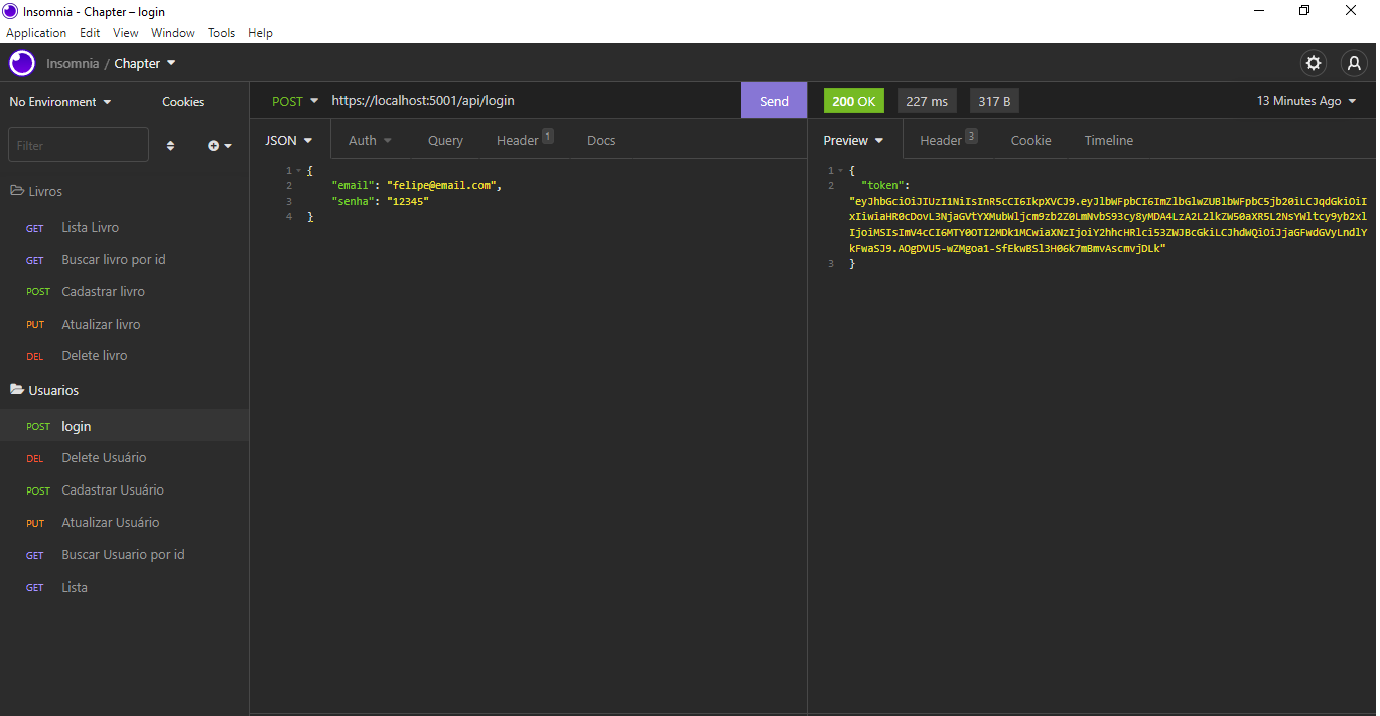 Insomnia - Chapter – login
Application Edit View Window Tools Help
Insomnia / Chapter
No Environment Cookies
Filter
Livros
GET Lista Livro
GET Buscar livro por id
POST Cadastrar livro
PUT Atualizar livro
DEL Delete livro
Usuarios
POST login
DEL Delete Usuário
POST Cadastrar Usuário
PUT Atualizar Usuário
GET Buscar Usuario por id
GET Lista
POST https://localhost:5001/api/login Send
JSON Auth Query Header 1 Docs
1 {
2 "email": "felipe@email.com",
3 "senha": "12345"
4 }
200 OK 227 ms 317 B 13 Minutes Ago
Preview Header 3 Cookie Timeline
1 {
2 "token":
"eyJhbGciOiJIUzI1NiIsInR5cCI6IkpXVCJ9.eyJlbWFpbCI6ImZlbGlwZUBlbWFpbC5jb20iLCJqdGkiOiI
xIiwiaHR0cDovL3NjaGVtYXMubWljcm9zb2Z0LmNvbS93cy8yMDA4LzA2L2lkZW50aXR5L2NsYWltcy9yb2xl
IjoiMSIsImV4cCI6MTY0OTI2MDk1MCwiaXNzIjoiY2hhcHRlci53ZWJBcGkiLCJhdWQiOiJjaGFwdGVyLndlY
kFwaSJ9.AOgDVU5-wZMgoa1-SfEkwBSl3H06k7mBmvAscmvjDLk"
3 }